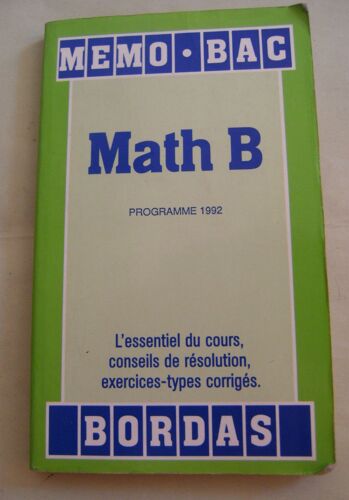 MEMO•BAC
Math B
PROGRAMME 1992
L'essentiel du cours,
conseils de résolution,
exercices-types corrigés.
BORDAS